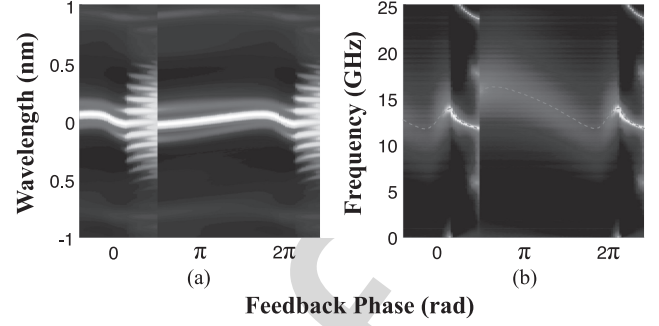 Wavelength (nm)
1
0.5
0
0.5
-1
0
π
2π
(a)
Frequency (GHz)
25
20
15
10
5
0
0
π
2π
(b)
Feedback Phase (rad)